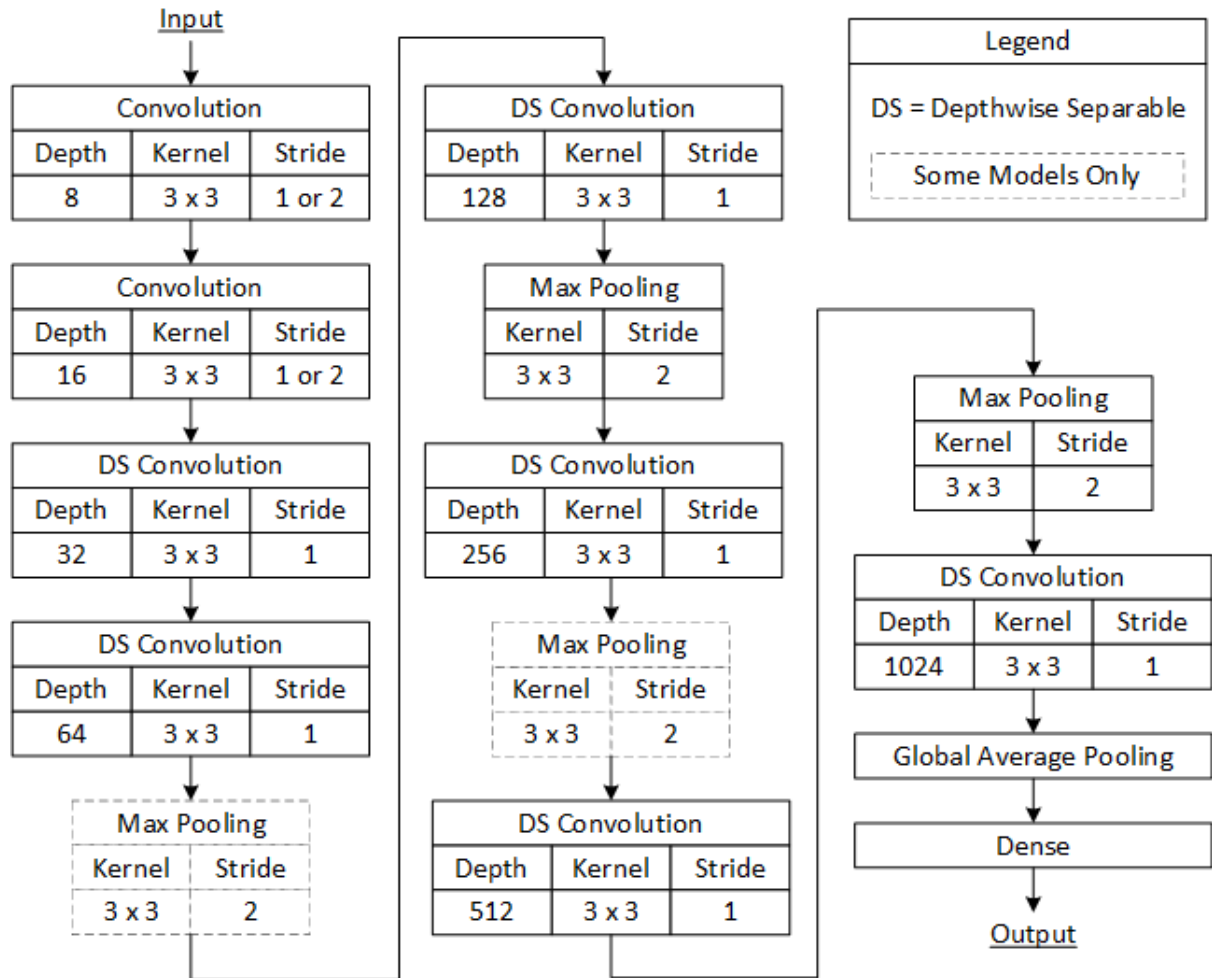 Input
Convolution
Depth Kernel Stride
8 3 x 3 1 or 2
Convolution
Depth Kernel Stride
16 3 x 3 1 or 2
DS Convolution
Depth Kernel Stride
32 3 x 3 1
DS Convolution
Depth Kernel Stride
64 3 x 3 1
Max Pooling
Kernel Stride
3 x 3 2
DS Convolution
Depth Kernel Stride
128 3 x 3 1
Max Pooling
Kernel Stride
3 x 3 2
DS Convolution
Depth Kernel Stride
256 3 x 3 1
Max Pooling
Kernel Stride
3 x 3 2
DS Convolution
Depth Kernel Stride
512 3 x 3 1
Legend
DS = Depthwise Separable
Some Models Only
Max Pooling
Kernel Stride
3 x 3 2
DS Convolution
Depth Kernel Stride
1024 3 x 3 1
Global Average Pooling
Dense
Output